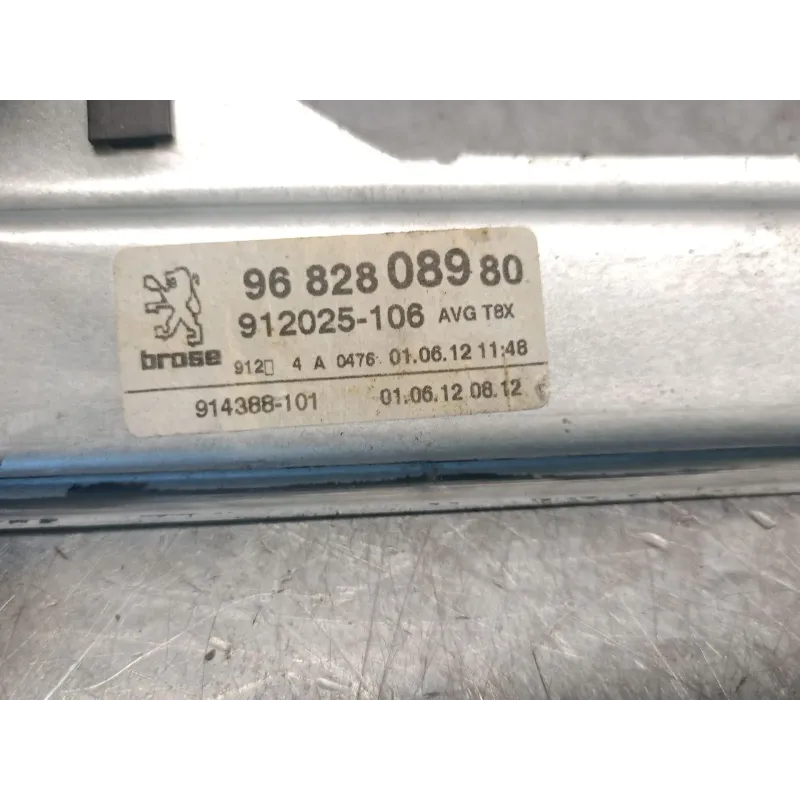 96 828 089 80
912025-106 AVG T8X
brose
912▯ 4 A 0476 01.06.12 11:48
914388-101 01.06.12 08.12